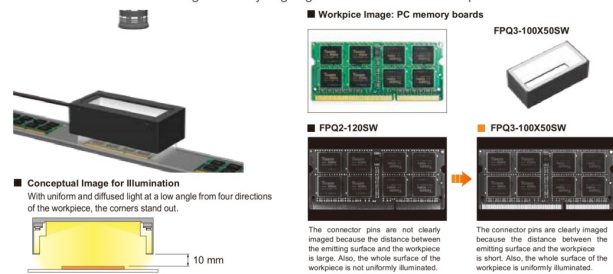 ■ Workpice Image: PC memory boards
FPQ3-100X50SW
■ FPQ2-120SW
■ FPQ3-100X50SW
■ Conceptual Image for Illumination
With uniform and diffused light at a low angle from four directions
of the workpiece, the corners stand out.
10 mm
The connector pins are not clearly
imaged because the distance between
the emitting surface and the workpiece
is large. Also, the whole surface of the
workpiece is not uniformly illuminated.
The connector pins are clearly imaged
because the distance between the
emitting surface and the workpiece
is short. Also, the whole surface of the
workpiece is uniformly illuminated.